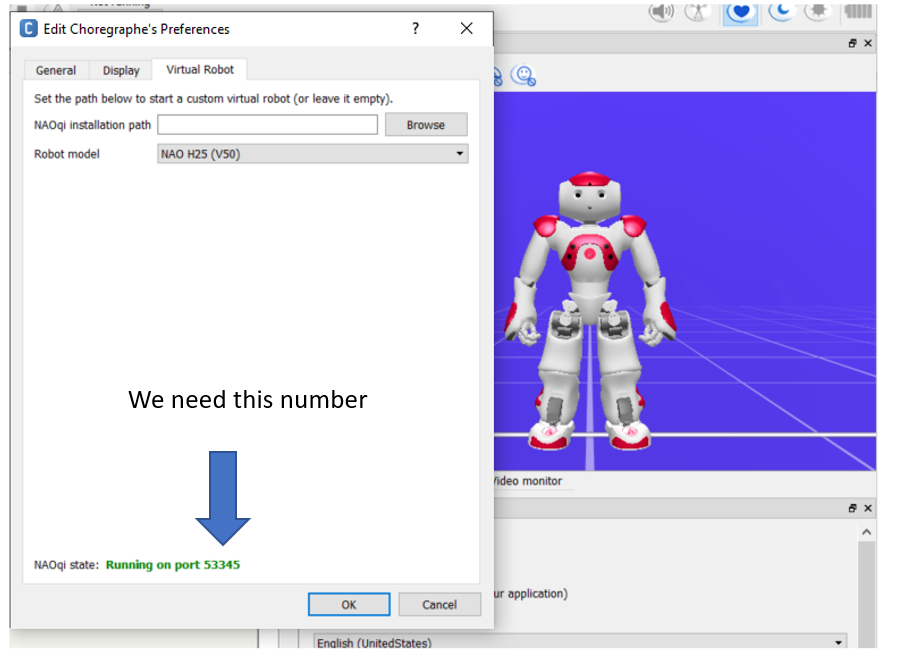 Edit Choregraphe's Preferences
?
General Display Virtual Robot
Set the path below to start a custom virtual robot (or leave it empty).
NAOqi installation path Browse
Robot model NAO H25 (V50)
We need this number
NAOqi state: Running on port 53345
OK Cancel
Video monitor
ur application)
English (UnitedStates)